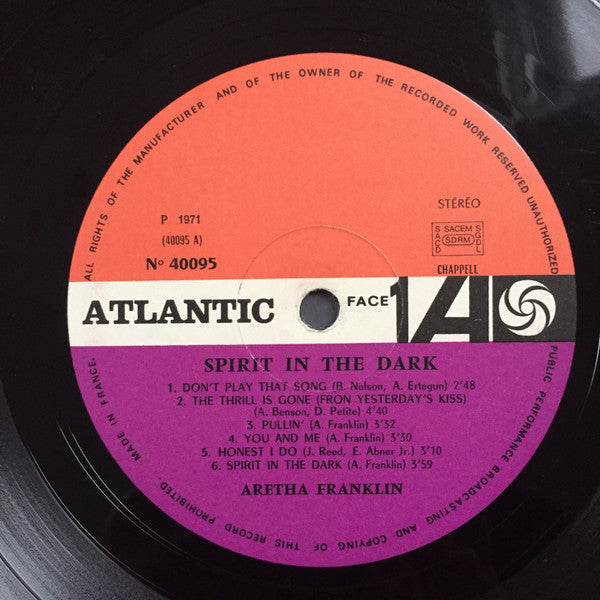 ALL RIGHTS OF THE MANUFACTURER AND OF THE OWNER OF THE RECORDED WORK RESERVED UNAUTHORIZED
PUBLIC PERFORMANCE BROADCASTING AND COPYING OF THIS RECORD PROHIBITED. MADE IN FRANCE.
STÉRÉO
P 1971
(40095 A)
SACEM
SACD
SDRM
SGDL
Nº 40095
CHAPPELL
ATLANTIC
FACE 1
A
SPIRIT IN THE DARK
1. DON'T PLAY THAT SONG (B. Nelson, A. Ertegun) 2'48
2. THE THRILL IS GONE (FRON YESTERDAY'S KISS)
(A. Benson, D. Petite) 4'40
3. PULLIN' (A. Franklin) 3'32
4. YOU AND ME (A. Franklin) 3'30
5. HONEST I DO (J. Reed, E. Abner Jr.) 3'10
6. SPIRIT IN THE DARK (A. Franklin) 3'59
ARETHA FRANKLIN